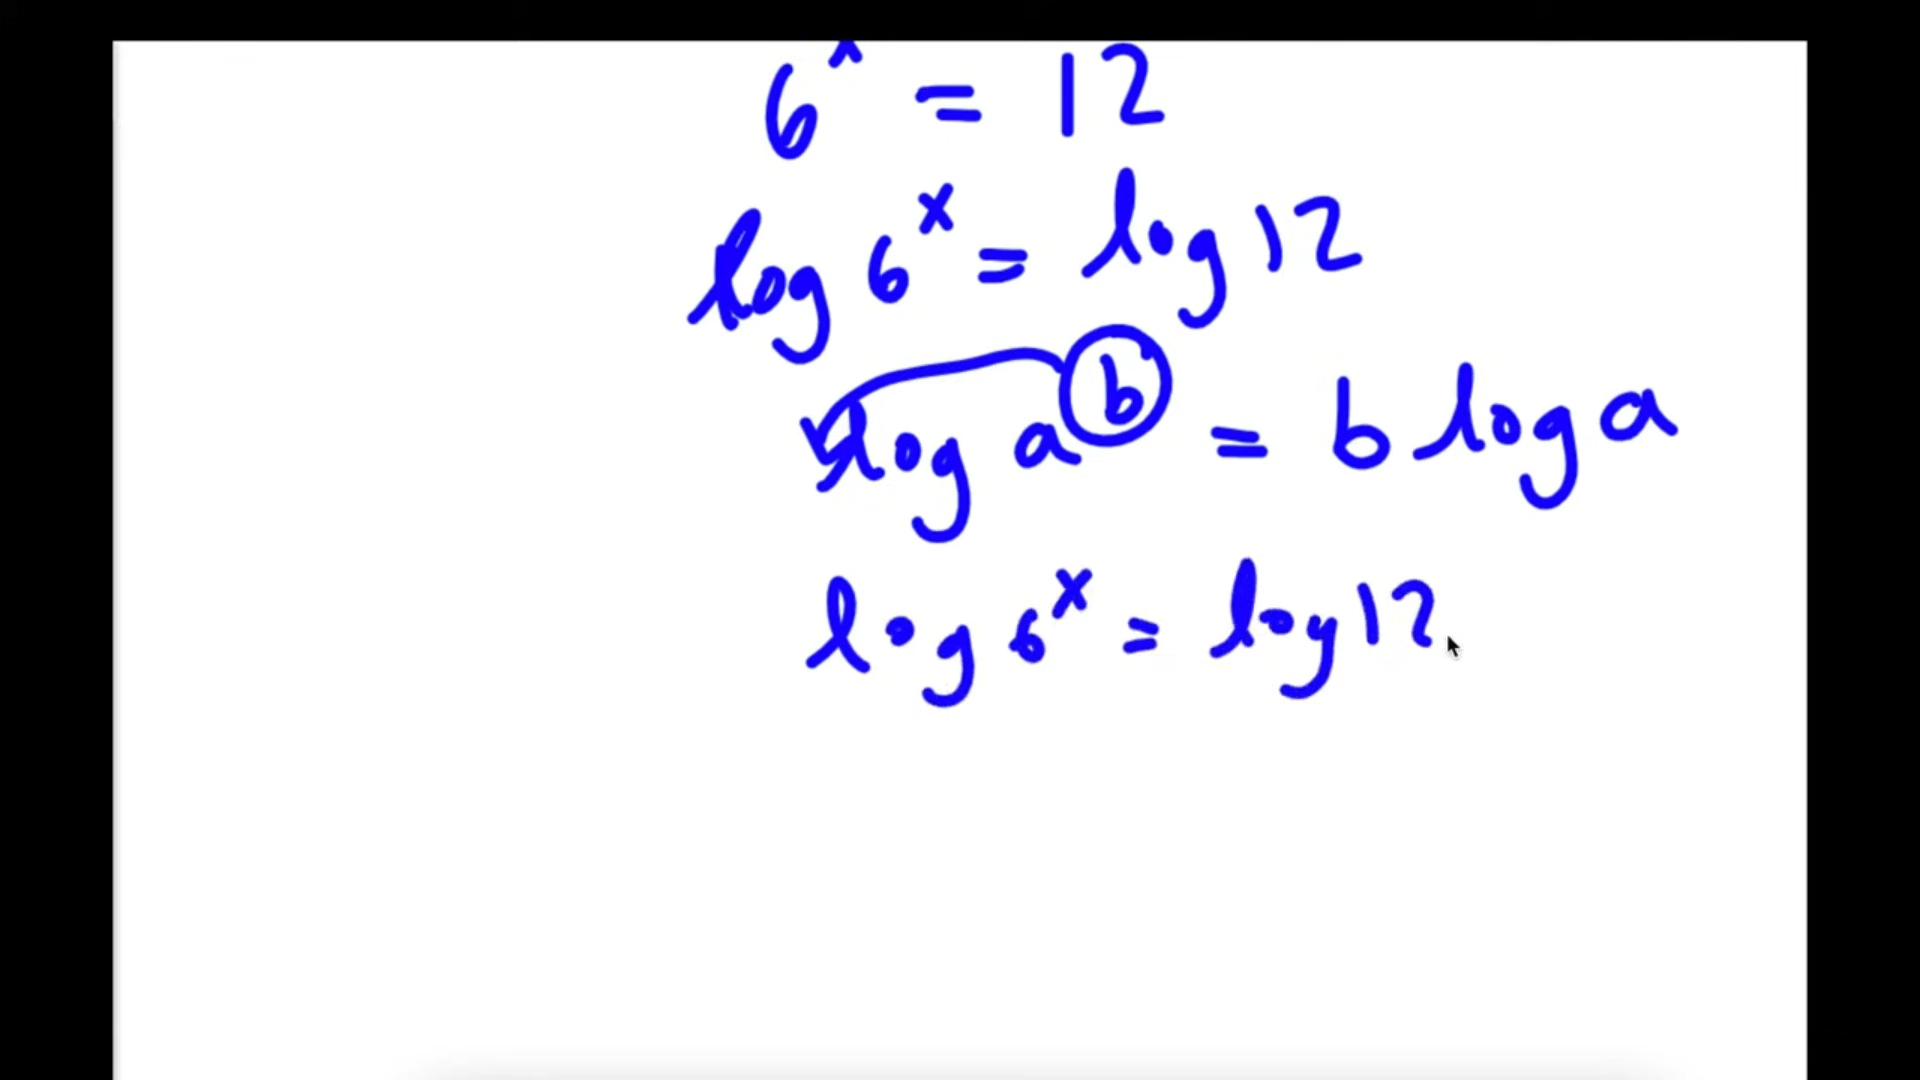 6^x = 12
log 6^x = log 12
log a^b = b log a
log 6^x = log 12